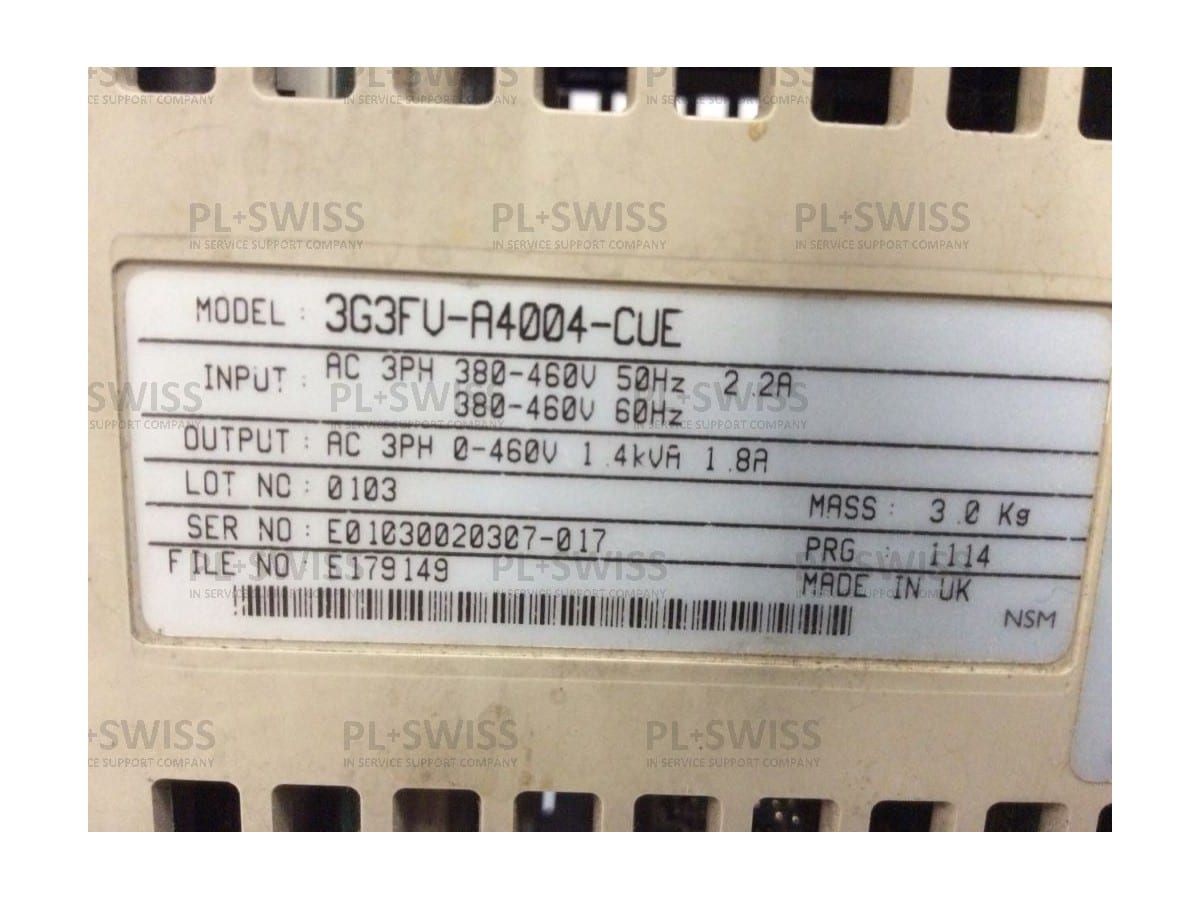 MODEL : 3G3FV-A4004-CUE
INPUT : AC 3PH 380-460V 50Hz 2.2A
380-460V 60Hz
OUTPUT : AC 3PH 0-460V 1.4kVA 1.8A
LOT NO : 0103 MASS : 3.0 Kg
SER NO : E01030020307-017 PRG : 1114
FILE NO : E179149 MADE IN UK
NSM
PL+SWISS
IN SERVICE SUPPORT COMPANY